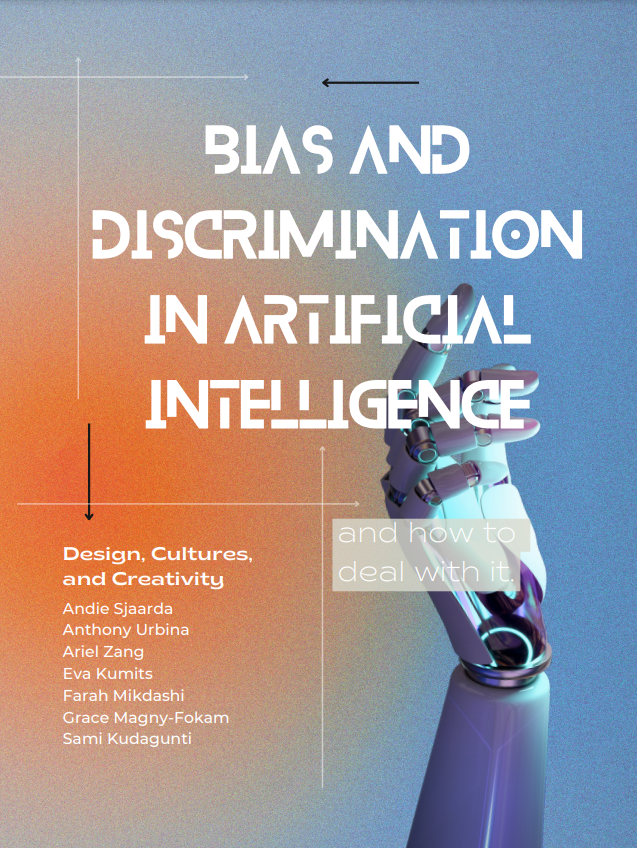 BIAS AND
DISCRIMINATION
IN ARTIFICIAL
INTELLIGENCE
and how to
deal with it.
Design, Cultures,
and Creativity
Andie Sjaarda
Anthony Urbina
Ariel Zang
Eva Kumits
Farah Mikdashi
Grace Magny-Fokam
Sami Kudagunti